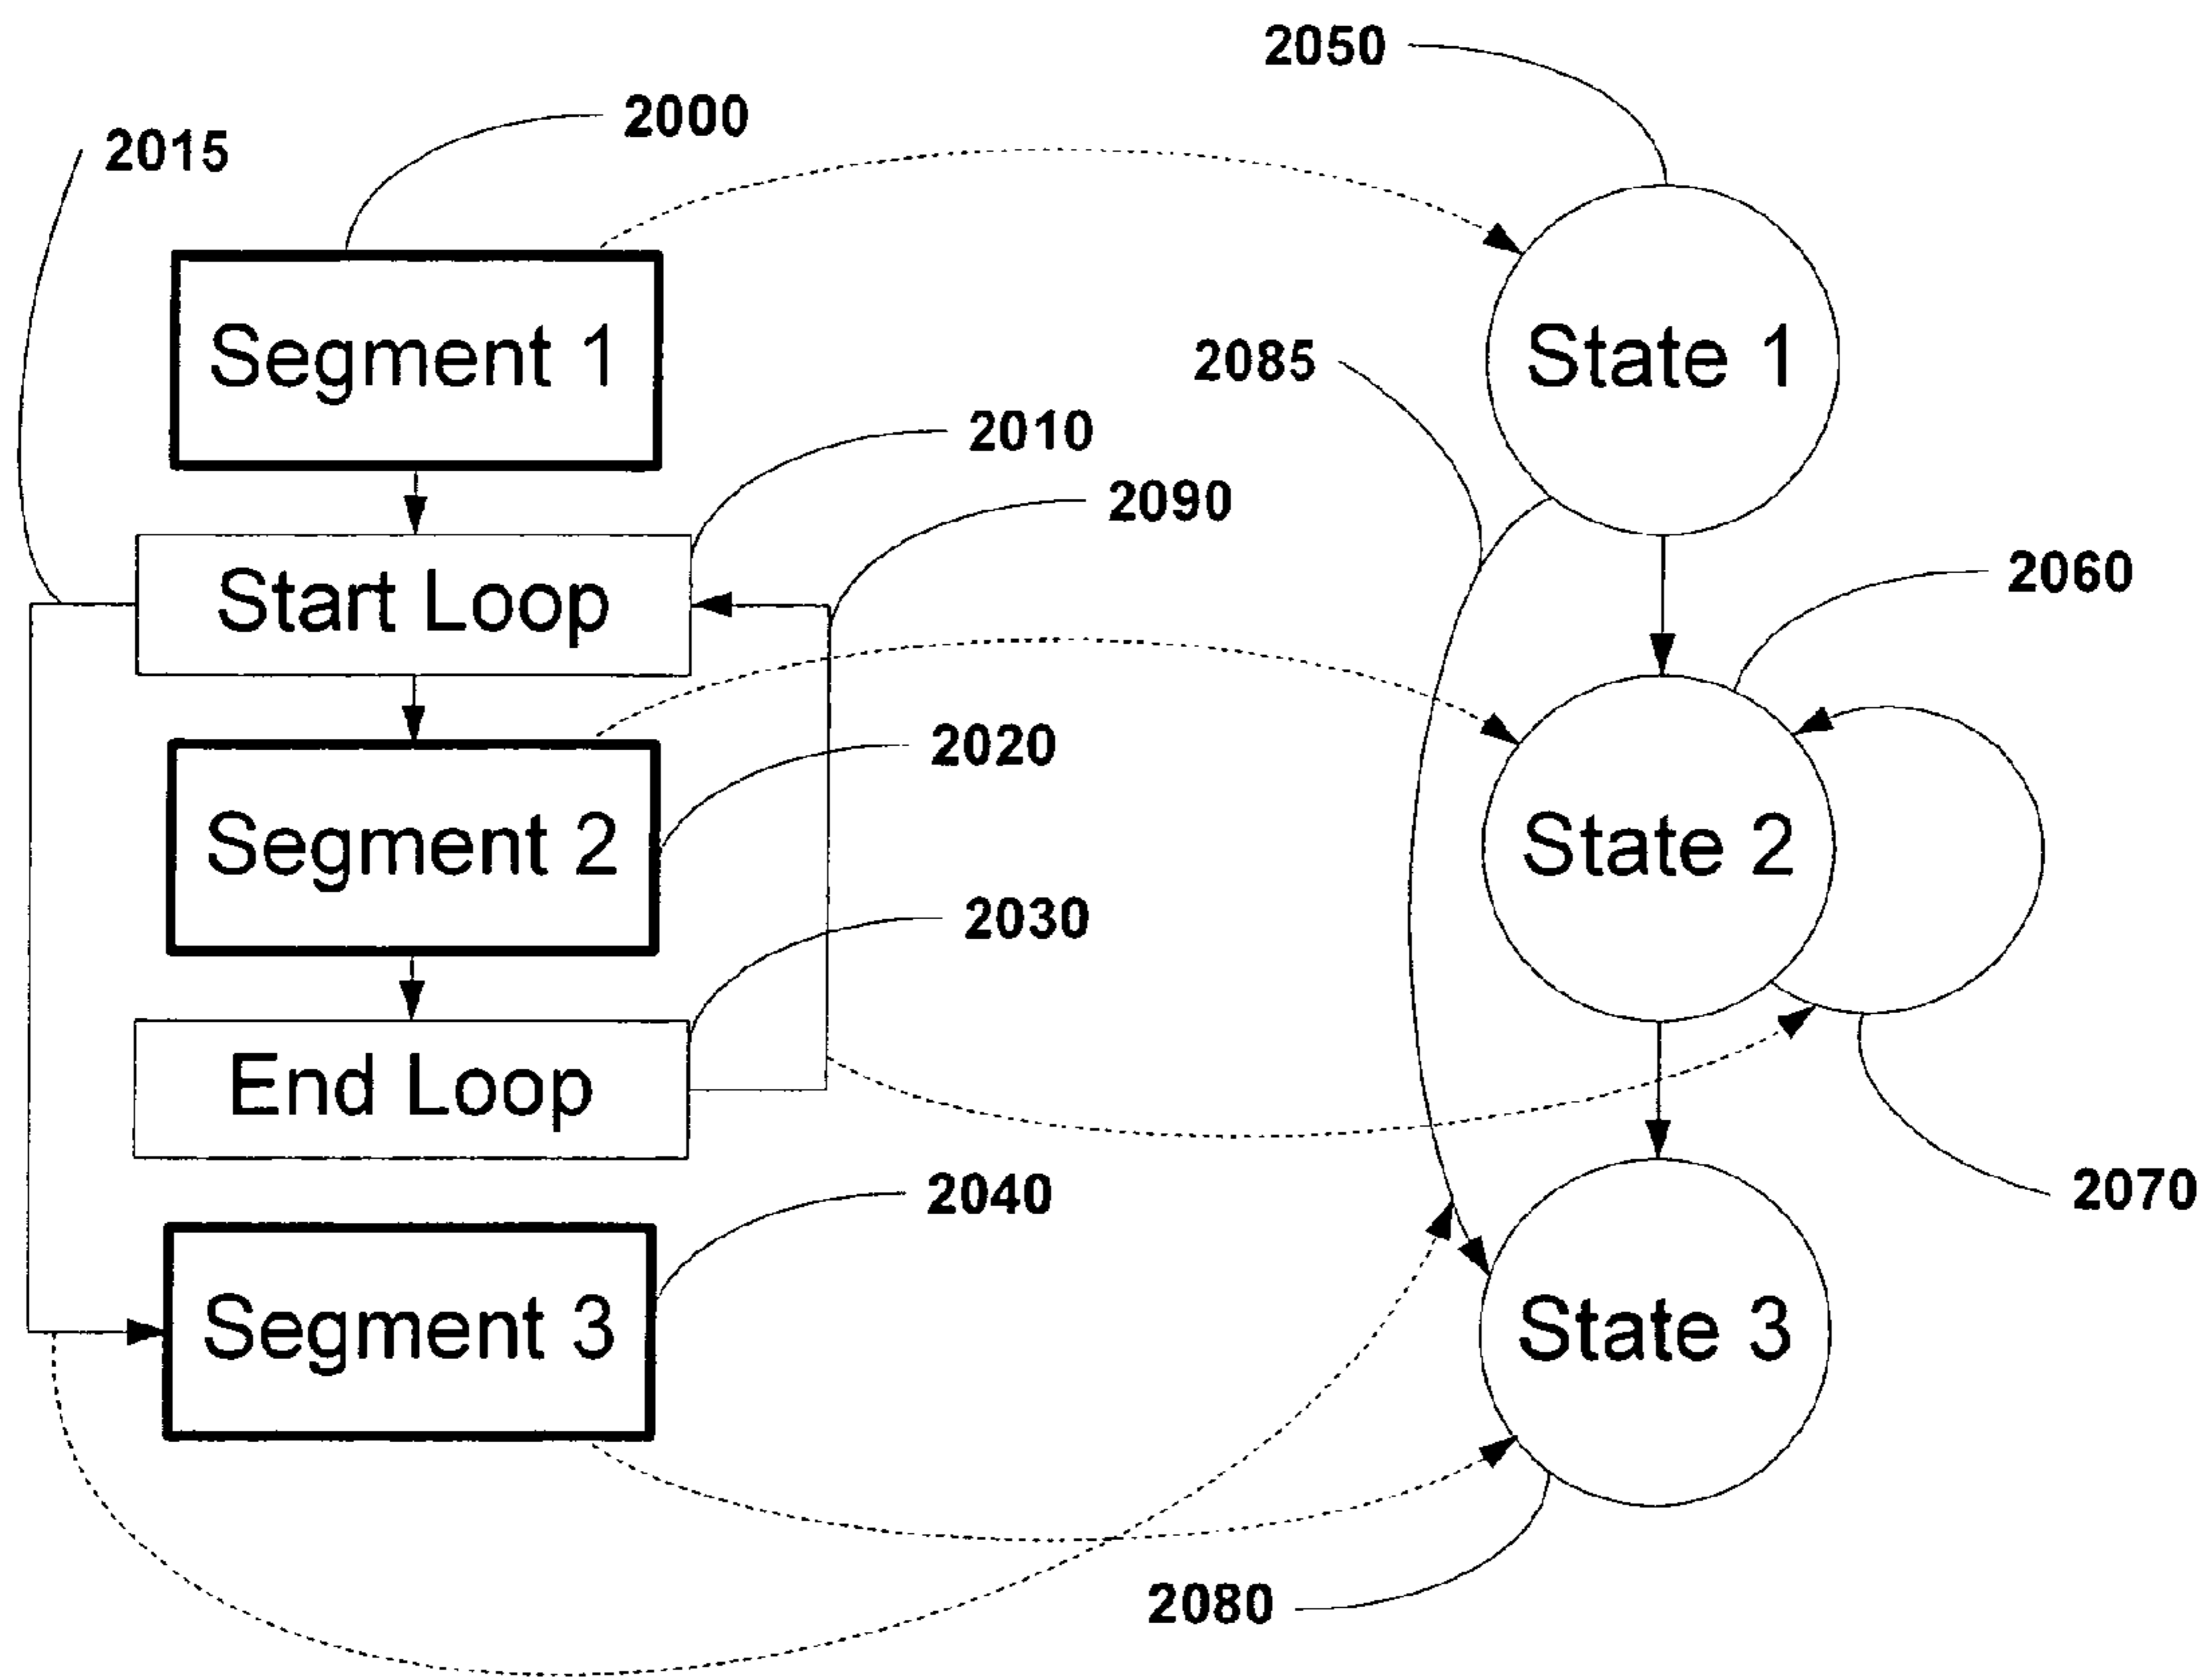 2050
2000
2015
Segment 1
State 1
2085
2010
2090
Start Loop
2060
2020
Segment 2
State 2
2030
End Loop
2040
2070
Segment 3
State 3
2080